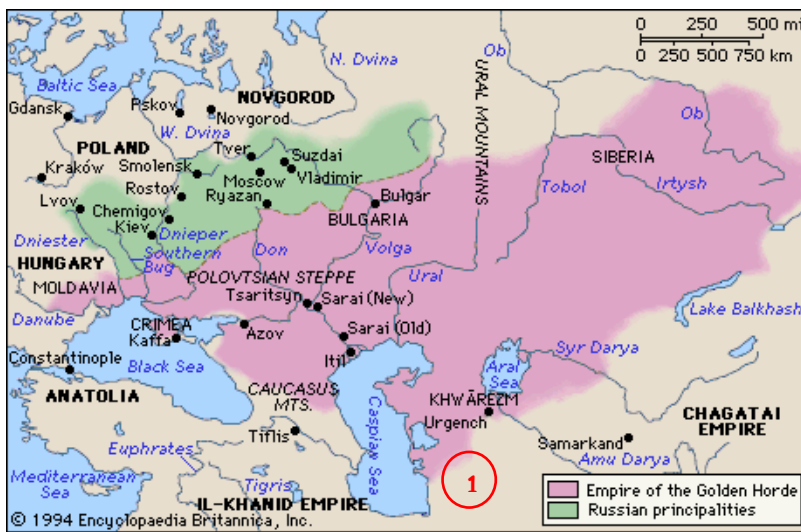 0 250 500 mi
0 250 500 750 km
Ob
N. Dvina
Baltic Sea
NOVGOROD
Gdansk
Pskov
Novgorod
W. Dvina
URAL MOUNTAINS
Ob
POLAND
Tver
Suzdai
SIBERIA
Smolensk
Moscow
Vladimir
Kraków
Rostov
Ryazan
Bulgar
Tobol
Irtysh
Lvov
Chemigov
BULGARIA
Kiev
Dnieper
Dniester
Southern
Bug
Don
Volga
HUNGARY
POLOVTSIAN STEPPE
Ural
MOLDAVIA
Tsaritsyn
Sarai (New)
Lake Balkhash
Danube
CRIMEA
Kaffa
Azov
Sarai (Old)
Syr Darya
Constantinople
Black Sea
Itil
Aral
Sea
ANATOLIA
CAUCASUS
MTS.
Caspian Sea
KHWĀREZM
Urgench
CHAGATAI
EMPIRE
Tiflis
Samarkand
Euphrates
Amu Darya
Mediterranean
Sea
Tigris
1
IL-KHANID EMPIRE
Empire of the Golden Horde
Russian principalities
© 1994 Encyclopaedia Britannica, Inc.